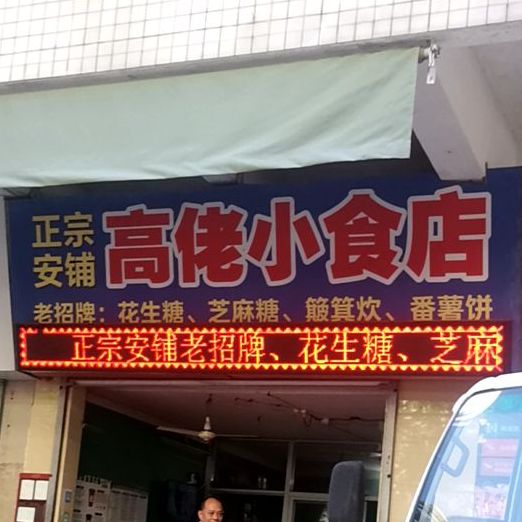 正宗
安铺
高佬小食店
老招牌：花生糖、芝麻糖、簸箕炊、番薯饼
正宗安铺老招牌、花生糖、芝麻